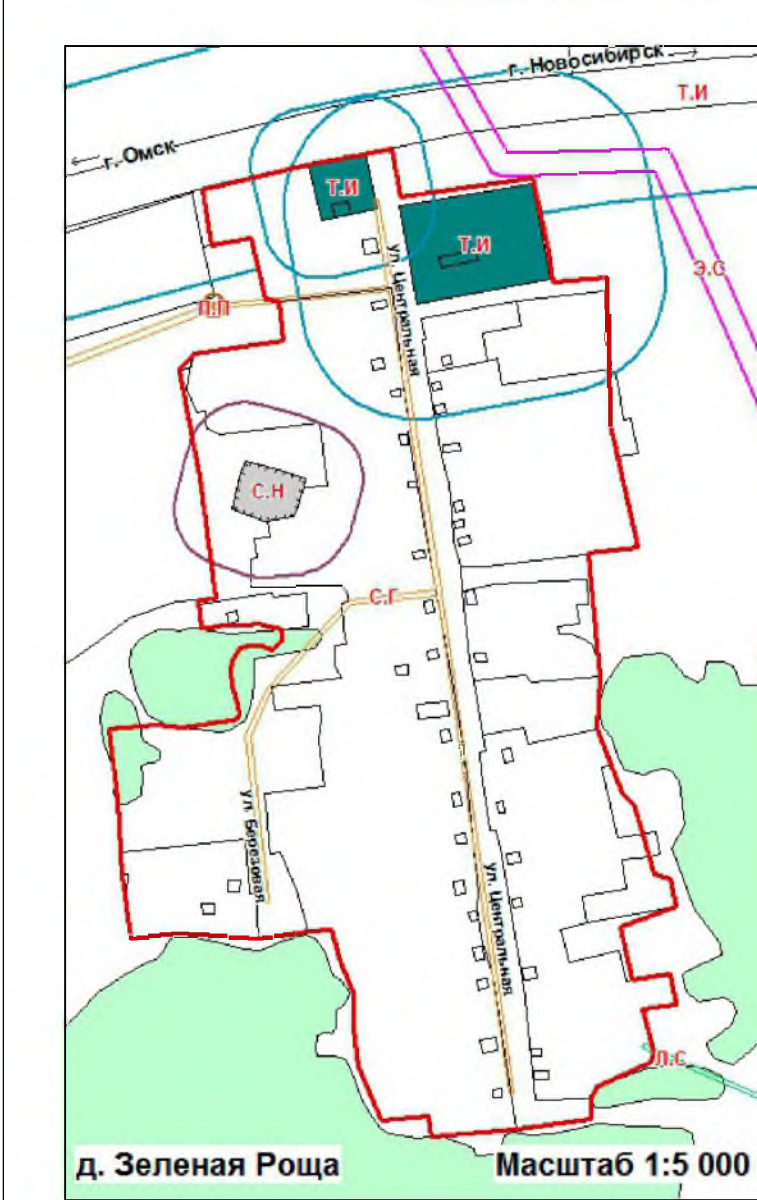 г. Новосибирск
Т.И
г. Омск
Т.И
Т.И
Э.С
ул. Центральная
П.П
С.Н
С.Г
ул. Березовая
ул. Центральная
Л.С
д. Зеленая Роща
Масштаб 1:5 000